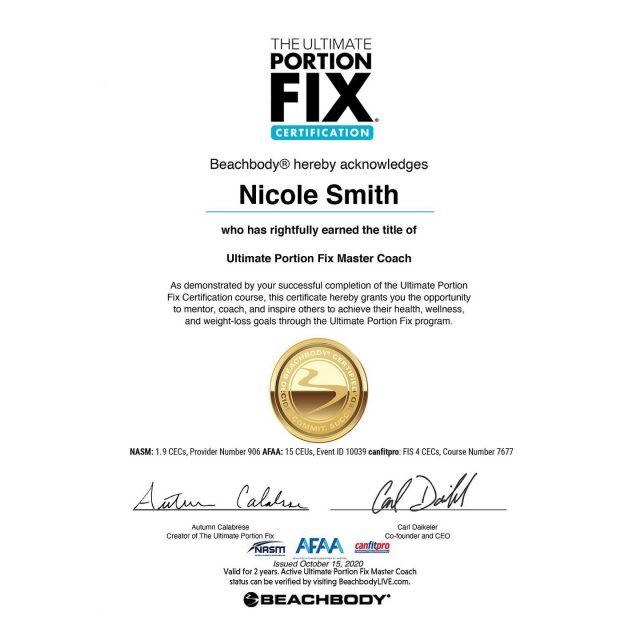 THE ULTIMATE
PORTION
FIX®
CERTIFICATION
Beachbody® hereby acknowledges
Nicole Smith
who has rightfully earned the title of
Ultimate Portion Fix Master Coach
As demonstrated by your successful completion of the Ultimate Portion
Fix Certification course, this certificate hereby grants you the opportunity
to mentor, coach, and inspire others to achieve their health, wellness,
and weight-loss goals through the Ultimate Portion Fix program.
BEACHBODY® CERTIFIED
DECIDE. COMMIT. SUCCEED.
NASM: 1.9 CECs, Provider Number 906 AFAA: 15 CEUs, Event ID 10039 canfitpro: FIS 4 CECs, Course Number 7677
Autumn Calabrese Carl Daikeler
Autumn Calabrese Carl Daikeler
Creator of The Ultimate Portion Fix Co-founder and CEO
NASM AFAA canfitpro
Issued October 15, 2020
Valid for 2 years. Active Ultimate Portion Fix Master Coach
status can be verified by visiting BeachbodyLIVE.com.
BEACHBODY®